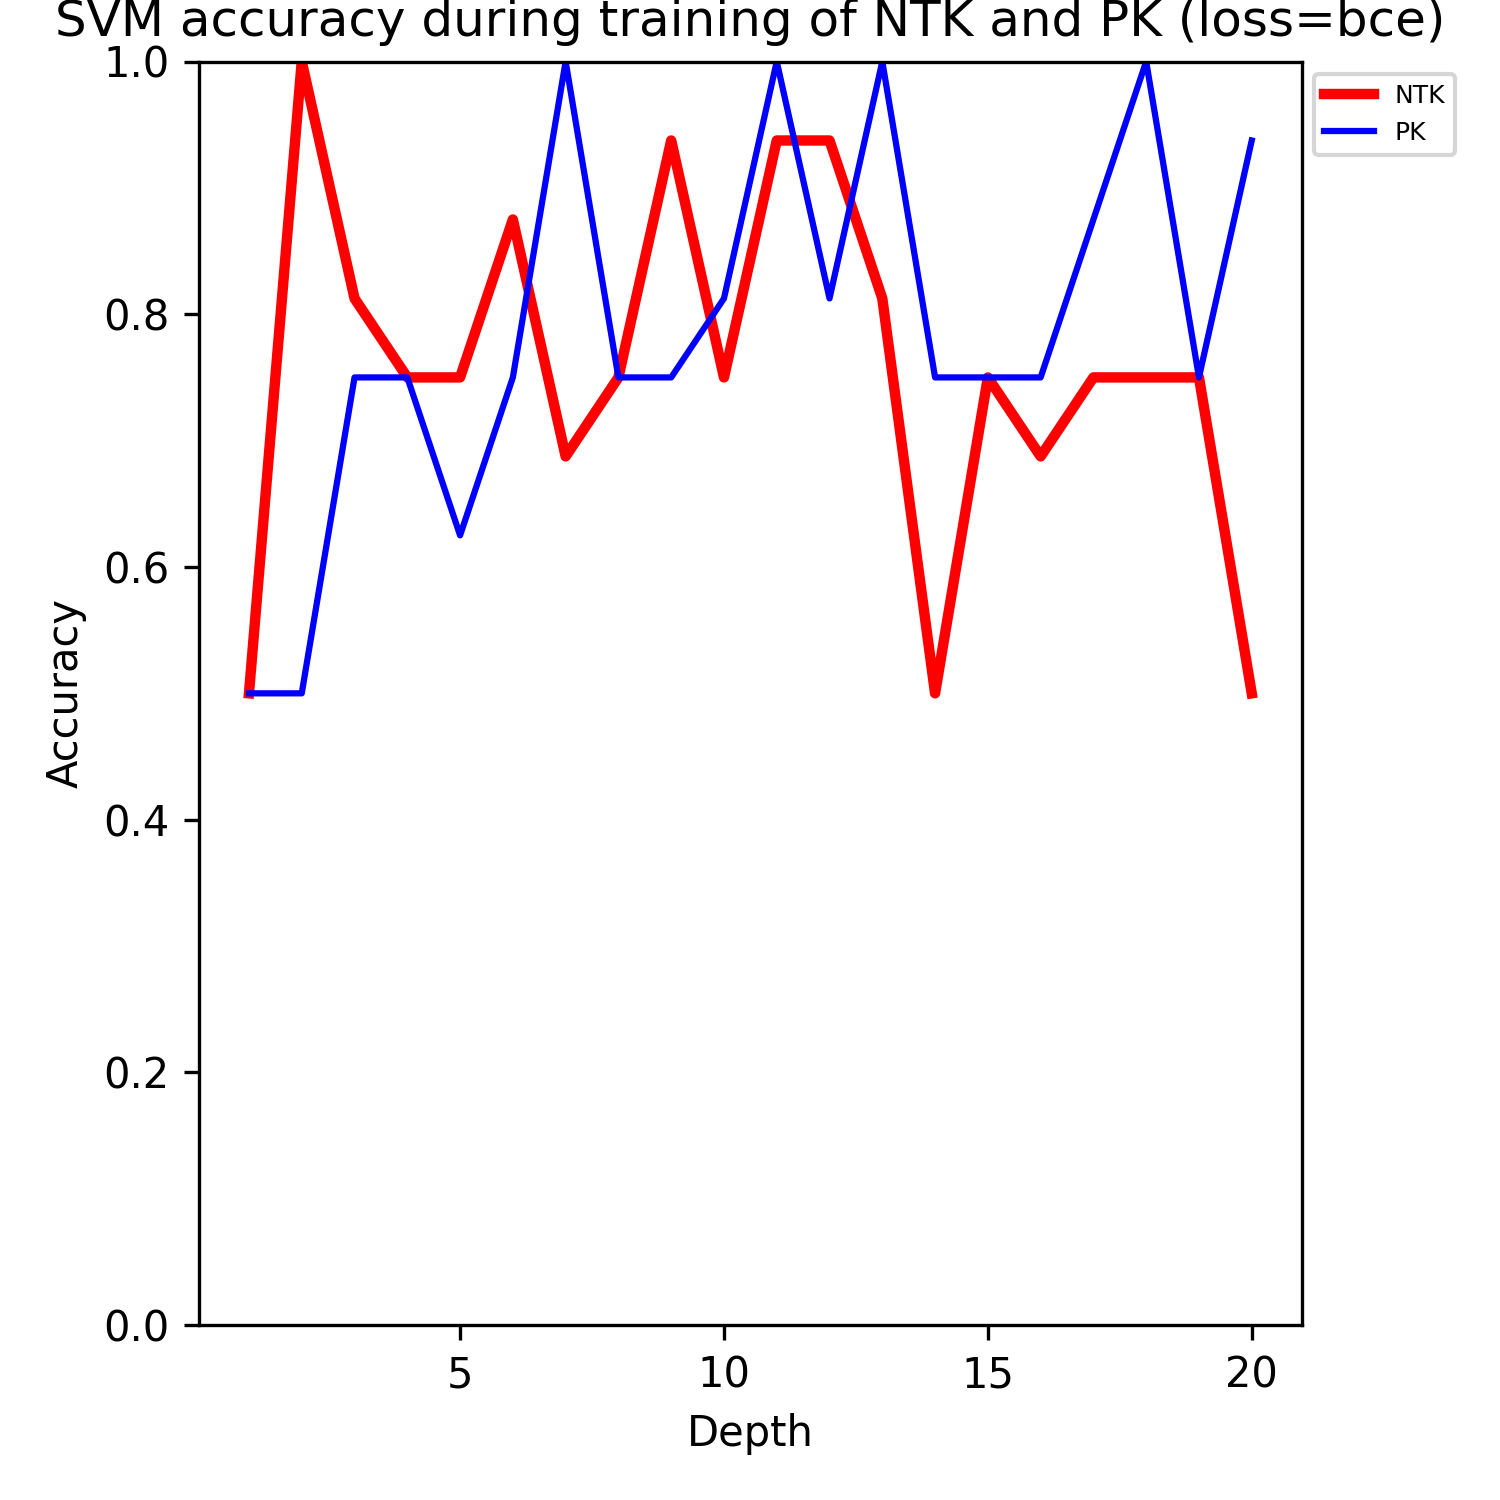 SVM accuracy during training of NTK and PK (loss=bce)
1.0
0.8
0.6
0.4
0.2
0.0
Accuracy
5 10 15 20
Depth
NTK
PK